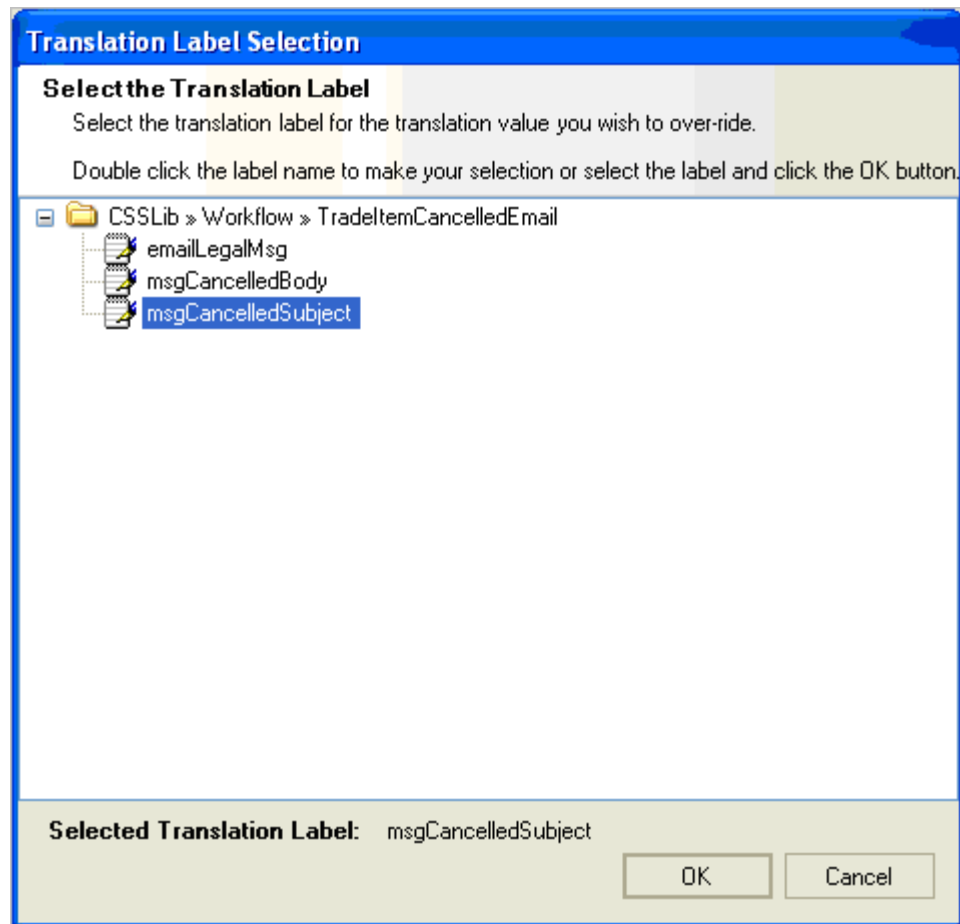 Translation Label Selection
Select the Translation Label
Select the translation label for the translation value you wish to over-ride.
Double click the label name to make your selection or select the label and click the OK button.
CSSLib » Workflow » TradeItemCancelledEmail
emailLegalMsg
msgCancelledBody
msgCancelledSubject
Selected Translation Label: msgCancelledSubject
OK Cancel